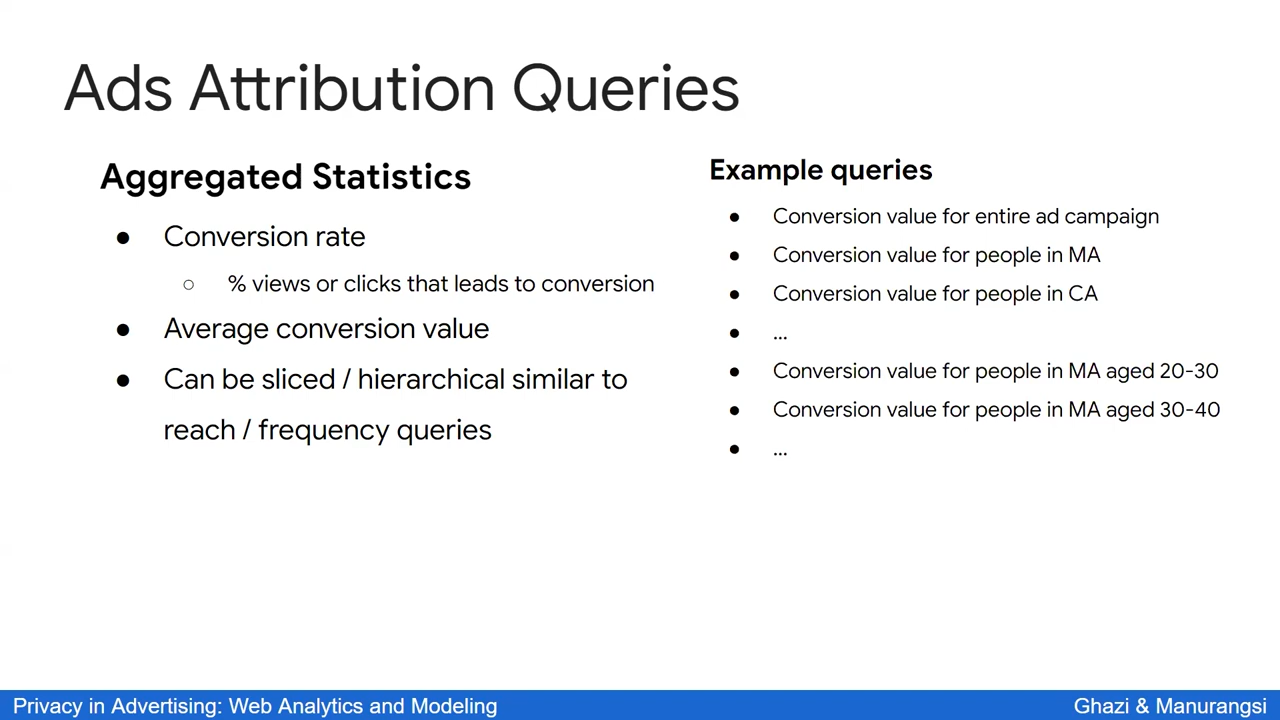 Ads Attribution Queries
Aggregated Statistics
● Conversion rate
○ % views or clicks that leads to conversion
● Average conversion value
● Can be sliced / hierarchical similar to
reach / frequency queries
Example queries
● Conversion value for entire ad campaign
● Conversion value for people in MA
● Conversion value for people in CA
● ...
● Conversion value for people in MA aged 20-30
● Conversion value for people in MA aged 30-40
● ...
Privacy in Advertising: Web Analytics and Modeling
Ghazi & Manurangsi